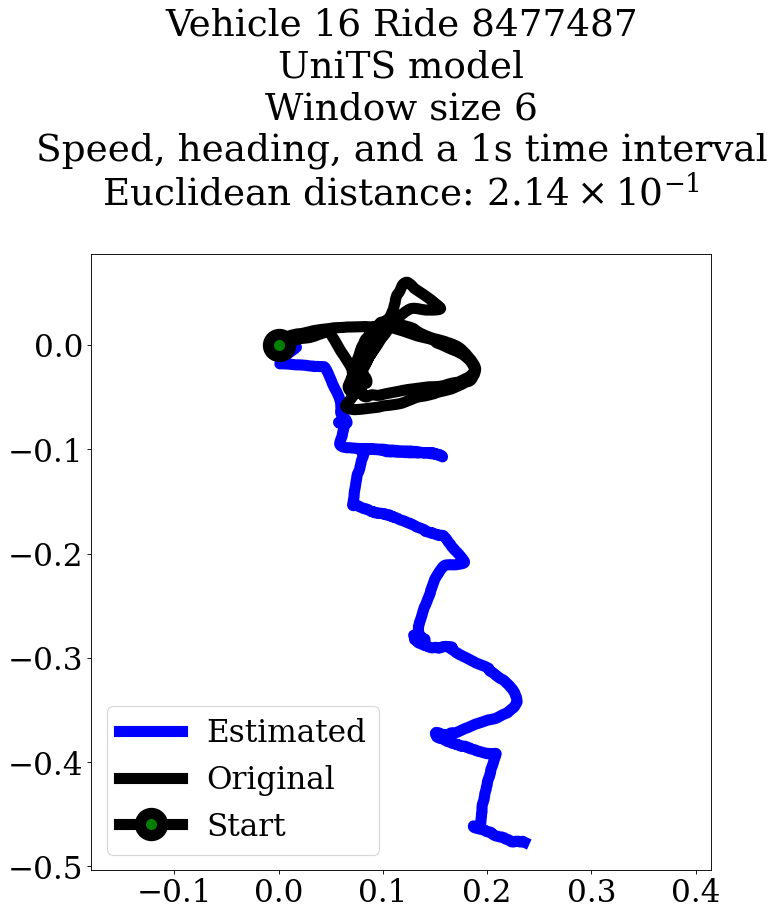 Vehicle 16 Ride 8477487
UniTS model
Window size 6
Speed, heading, and a 1s time interval
Euclidean distance: 2.14 × 10⁻¹
0.0
−0.1
−0.2
−0.3
−0.4
−0.5
Estimated
Original
Start
−0.1 0.0 0.1 0.2 0.3 0.4